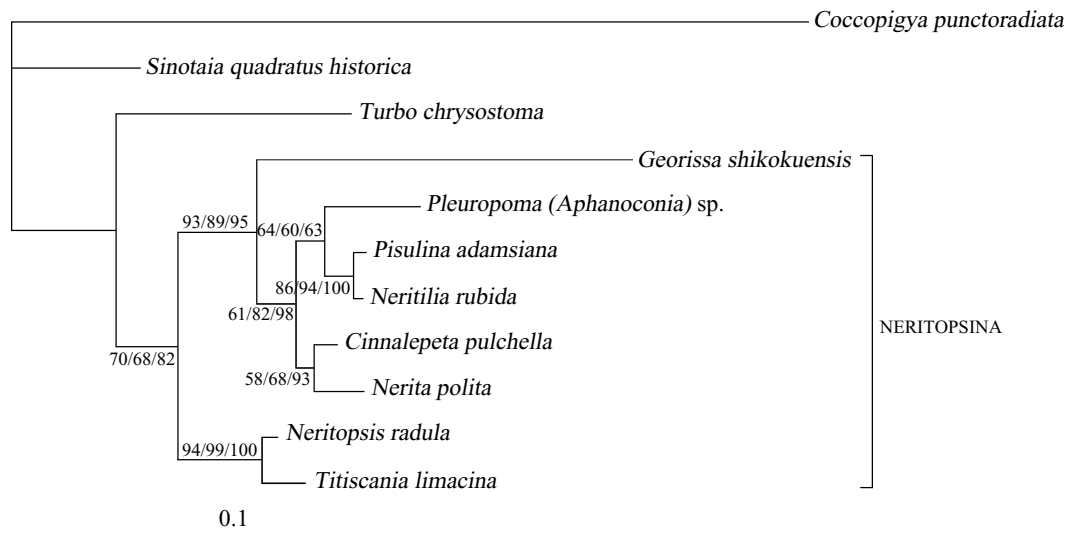 Coccopigya punctoradiata
Sinotaia quadratus historica
Turbo chrysostoma
Georissa shikokuensis
Pleuropoma (Aphanoconia) sp.
93/89/95
64/60/63
Pisulina adamsiana
86/94/100
Neritilia rubida
61/82/98
NERITOPSINA
Cinnalepeta pulchella
70/68/82
58/68/93
Nerita polita
Neritopsis radula
94/99/100
Titiscania limacina
0.1